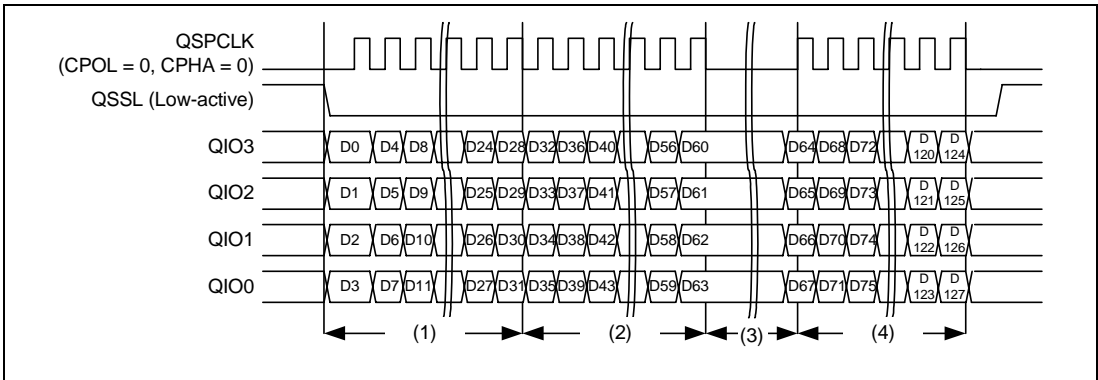 QSPCLK
(CPOL = 0, CPHA = 0)
QSSL (Low-active)
QIO3 D0 D4 D8 D24 D28 D32 D36 D40 D56 D60 D64 D68 D72 D 120 D 124
QIO2 D1 D5 D9 D25 D29 D33 D37 D41 D57 D61 D65 D69 D73 D 121 D 125
QIO1 D2 D6 D10 D26 D30 D34 D38 D42 D58 D62 D66 D70 D74 D 122 D 126
QIO0 D3 D7 D11 D27 D31 D35 D39 D43 D59 D63 D67 D71 D75 D 123 D 127
(1) (2) (3) (4)